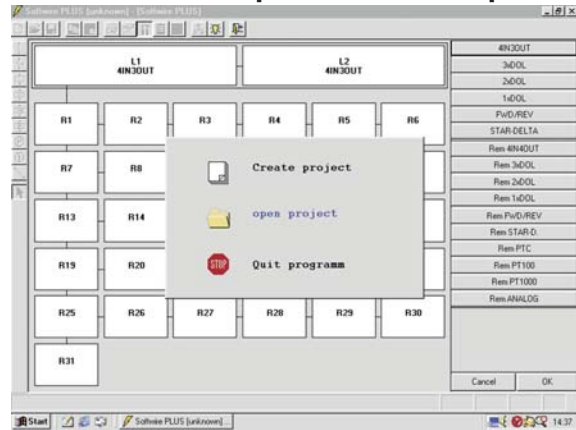 Softwire PLUS [unknown] - [Softwire PLUS]
L1
4IN3OUT
L2
4IN3OUT
R1 R2 R3 R4 R5 R6
R7 R8
R13 R14
R19 R20
R25 R26 R27 R28 R29 R30
R31
Create project
open project
Quit programm
4IN3OUT
3xDOL
2xDOL
1xDOL
FWD/REV
STAR-DELTA
Rem 4IN4OUT
Rem 3xDOL
Rem 2xDOL
Rem 1xDOL
Rem FWD/REV
Rem STAR-D.
Rem PTC
Rem PT100
Rem PT1000
Rem ANALOG
Cancel OK
Start
Softwire PLUS [unknown] ...
14:37